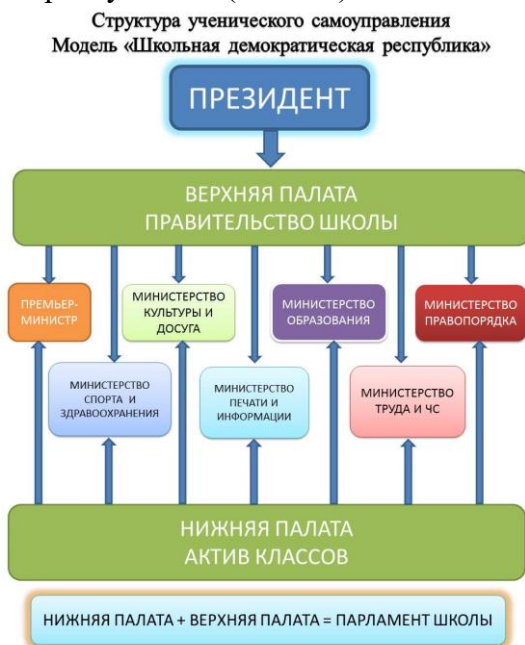 Структура ученического самоуправления
Модель «Школьная демократическая республика»
ПРЕЗИДЕНТ
ВЕРХНЯЯ ПАЛАТА
ПРАВИТЕЛЬСТВО ШКОЛЫ
ПРЕМЬЕР-
МИНИСТР
МИНИСТЕРСТВО
КУЛЬТУРЫ И
ДОСУГА
МИНИСТЕРСТВО
ОБРАЗОВАНИЯ
МИНИСТЕРСТВО
ПРАВОПОРЯДКА
МИНИСТЕРСТВО
СПОРТА И
ЗДРАВООХРАНЕНИЯ
МИНИСТЕРСТВО
ПЕЧАТИ И
ИНФОРМАЦИИ
МИНИСТЕРСТВО
ТРУДА И ЧС
НИЖНЯЯ ПАЛАТА
АКТИВ КЛАССОВ
НИЖНЯЯ ПАЛАТА + ВЕРХНЯЯ ПАЛАТА = ПАРЛАМЕНТ ШКОЛЫ